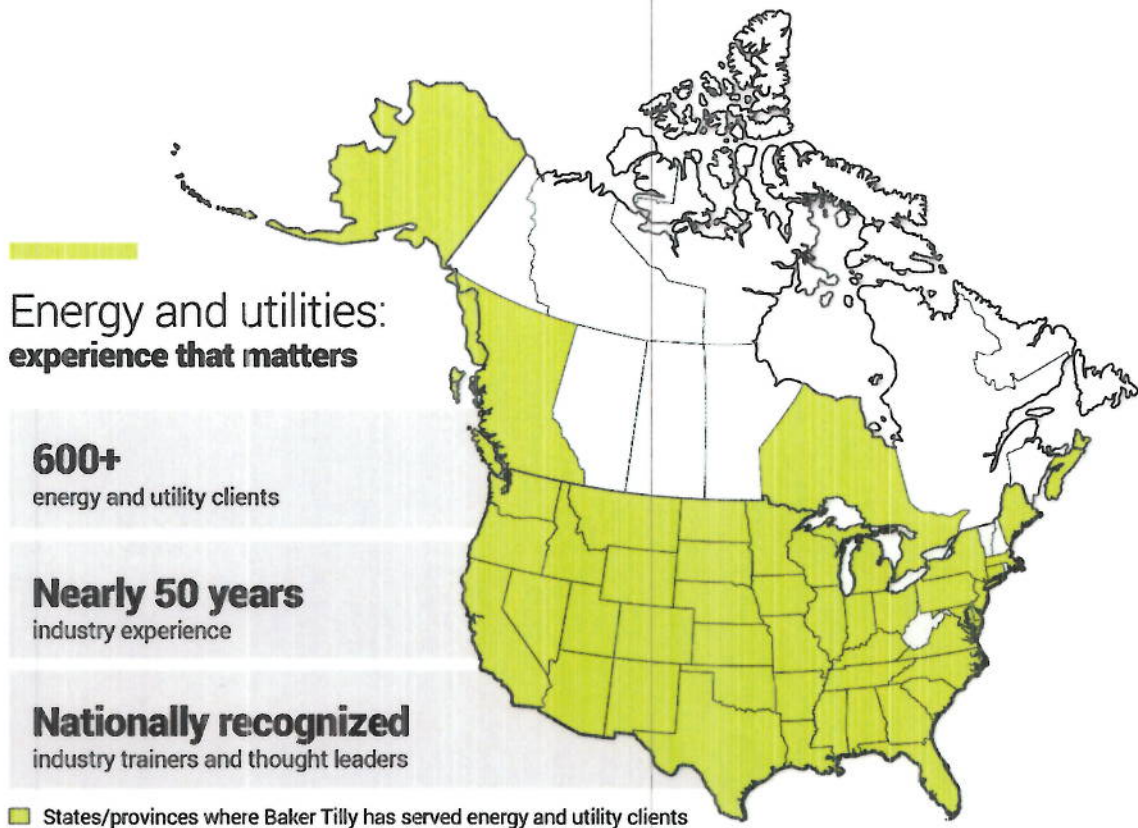 Energy and utilities:
experience that matters
600+
energy and utility clients
Nearly 50 years
industry experience
Nationally recognized
industry trainers and thought leaders
States/provinces where Baker Tilly has served energy and utility clients